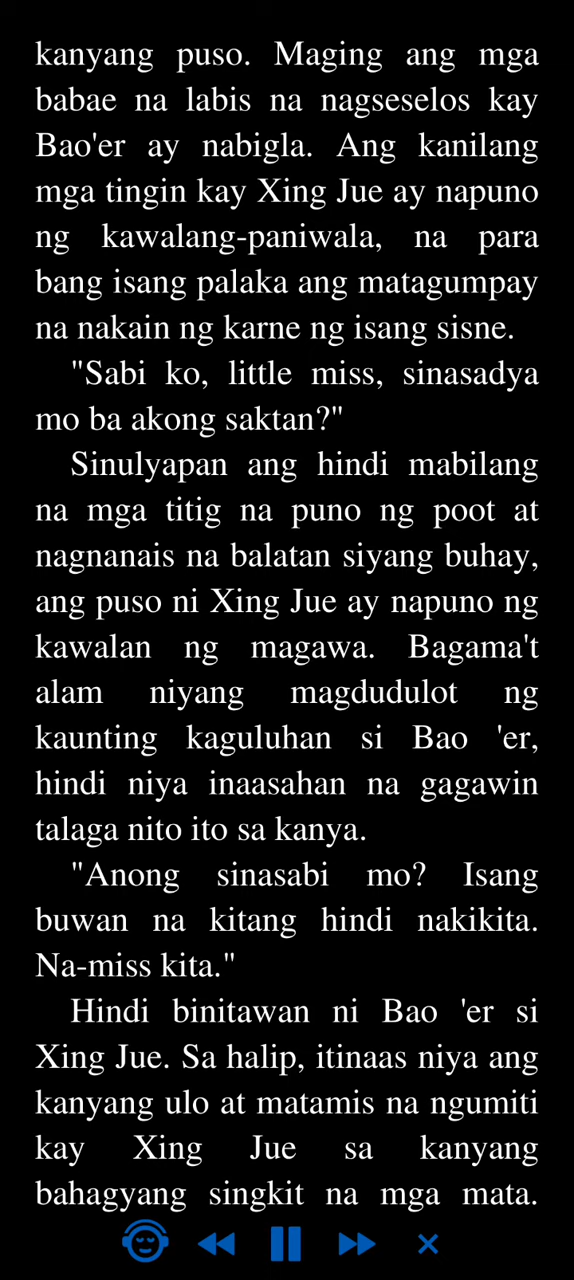 kanyang puso. Maging ang mga
babae na labis na nagseselos kay
Bao'er ay nabigla. Ang kanilang
mga tingin kay Xing Jue ay napuno
ng kawalang-paniwala, na para
bang isang palaka ang matagumpay
na nakain ng karne ng isang sisne.
"Sabi ko, little miss, sinasadya
mo ba akong saktan?"
Sinulyapan ang hindi mabilang
na mga titig na puno ng poot at
nagnanais na balatan siyang buhay,
ang puso ni Xing Jue ay napuno ng
kawalan ng magawa. Bagama't
alam niyang magdudulot ng
kaunting kaguluhan si Bao 'er,
hindi niya inaasahan na gagawin
talaga nito ito sa kanya.
"Anong sinasabi mo? Isang
buwan na kitang hindi nakikita.
Na-miss kita."
Hindi binitawan ni Bao 'er si
Xing Jue. Sa halip, itinaas niya ang
kanyang ulo at matamis na ngumiti
kay Xing Jue sa kanyang
bahagyang singkit na mga mata.